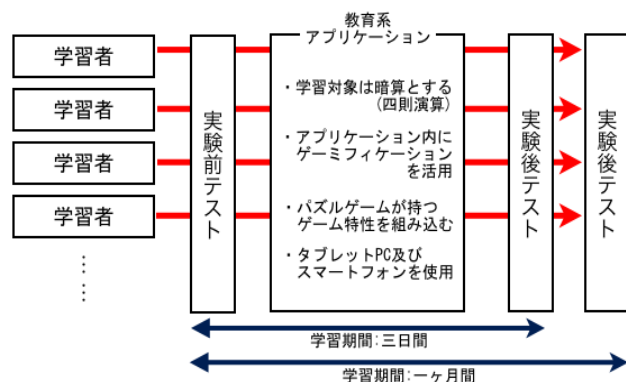 教育系
アプリケーション
学習者
学習者
学習者
学習者
……
実験前テスト
・学習対象は暗算とする
(四則演算)
・アプリケーション内に
ゲーミフィケーション
を活用
・パズルゲームが持つ
ゲーム特性を組み込む
・タブレットPC及び
スマートフォンを使用
実験後テスト
実験後テスト
学習期間:三日間
学習期間:一ヶ月間